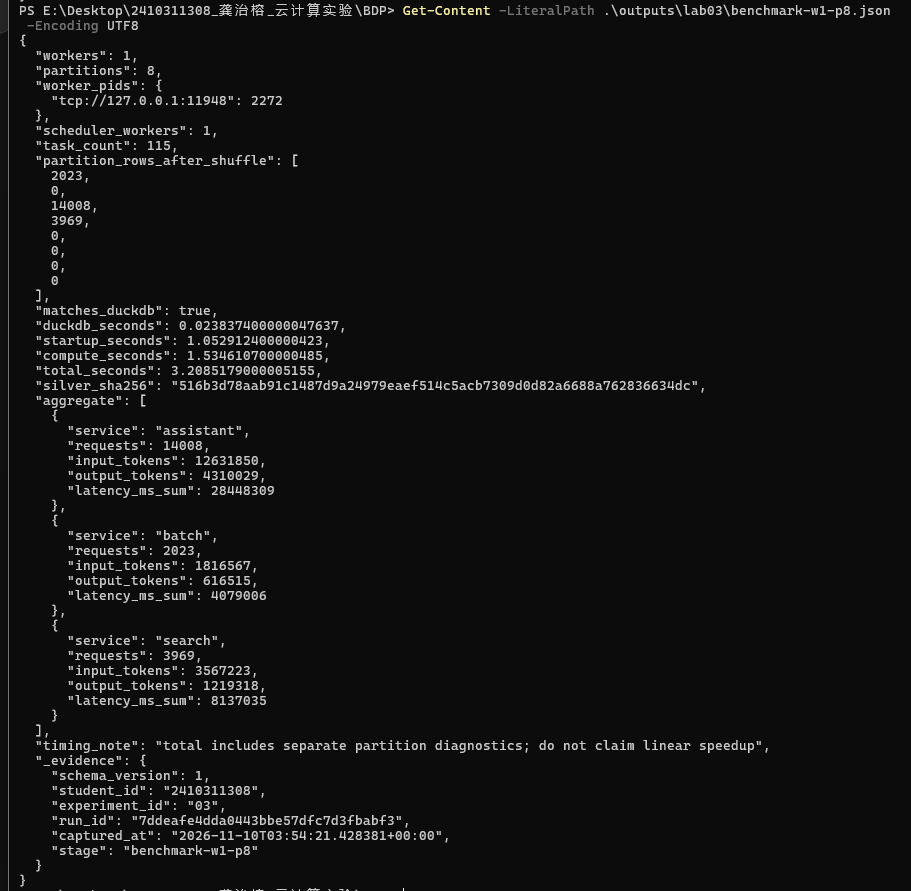 PS E:\Desktop\2410311308_龚治榕_云计算实验\BDP> Get-Content -LiteralPath .\outputs\lab03\benchmark-w1-p8.json
-Encoding UTF8
{
  "workers": 1,
  "partitions": 8,
  "worker_pids": {
    "tcp://127.0.0.1:11948": 2272
  },
  "scheduler_workers": 1,
  "task_count": 115,
  "partition_rows_after_shuffle": [
    2023,
    0,
    14008,
    3969,
    0,
    0,
    0,
    0
  ],
  "matches_duckdb": true,
  "duckdb_seconds": 0.023837400000047637,
  "startup_seconds": 1.052912400000423,
  "compute_seconds": 1.534610700000485,
  "total_seconds": 3.2085179000005155,
  "silver_sha256": "516b3d78aab91c1487d9a24979eaef514c5acb7309d0d82a6688a762836634dc",
  "aggregate": [
    {
      "service": "assistant",
      "requests": 14008,
      "input_tokens": 12631850,
      "output_tokens": 4310029,
      "latency_ms_sum": 28448309
    },
    {
      "service": "batch",
      "requests": 2023,
      "input_tokens": 1816567,
      "output_tokens": 616515,
      "latency_ms_sum": 4079006
    },
    {
      "service": "search",
      "requests": 3969,
      "input_tokens": 3567223,
      "output_tokens": 1219318,
      "latency_ms_sum": 8137035
    }
  ],
  "timing_note": "total includes separate partition diagnostics; do not claim linear speedup",
  "_evidence": {
    "schema_version": 1,
    "student_id": "2410311308",
    "experiment_id": "03",
    "run_id": "7ddeafe4dda0443bbe57dfc7d3fbabf3",
    "captured_at": "2026-11-10T03:54:21.428381+00:00",
    "stage": "benchmark-w1-p8"
  }
}